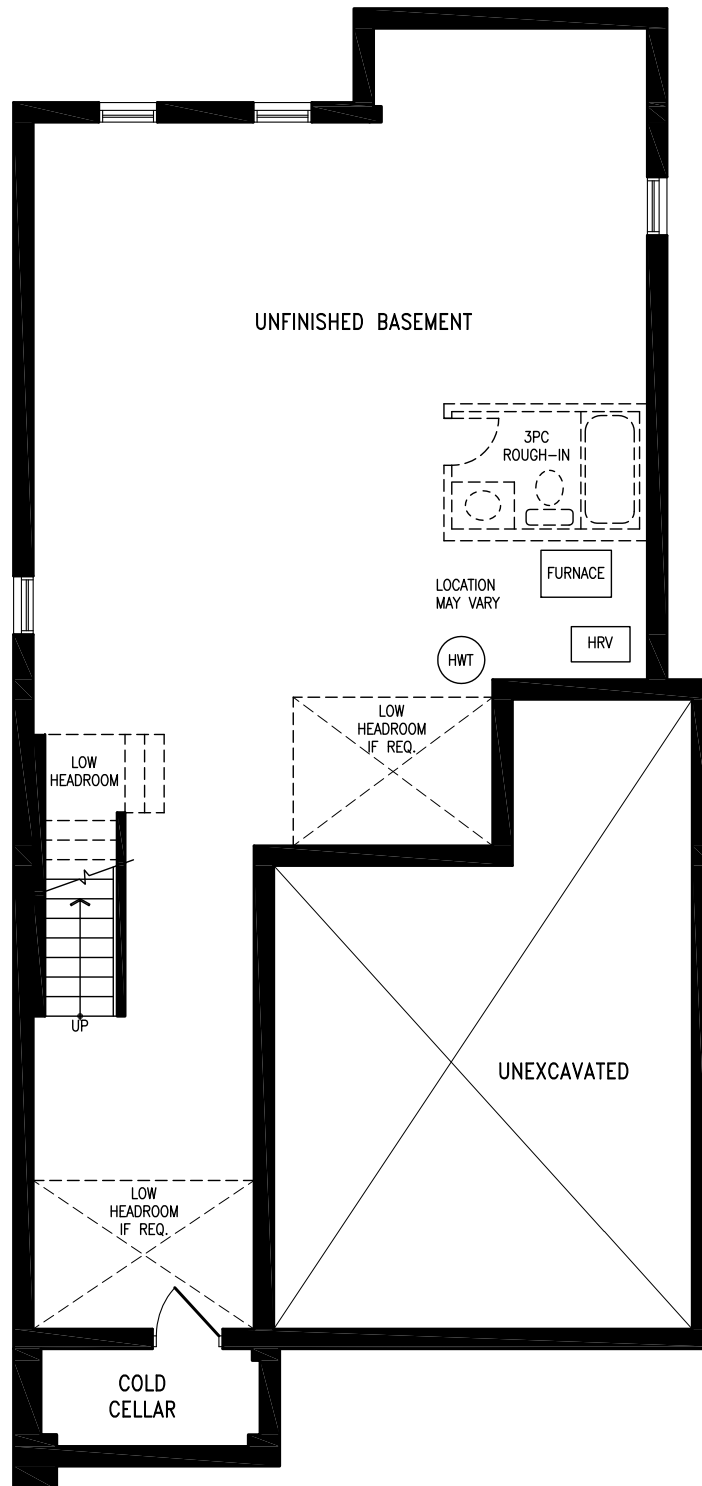 UNFINISHED BASEMENT
3PC
ROUGH-IN
FURNACE
LOCATION
MAY VARY
HRV
HWT
LOW
HEADROOM
IF REQ.
LOW
HEADROOM
UP
UNEXCAVATED
LOW
HEADROOM
IF REQ.
COLD
CELLAR